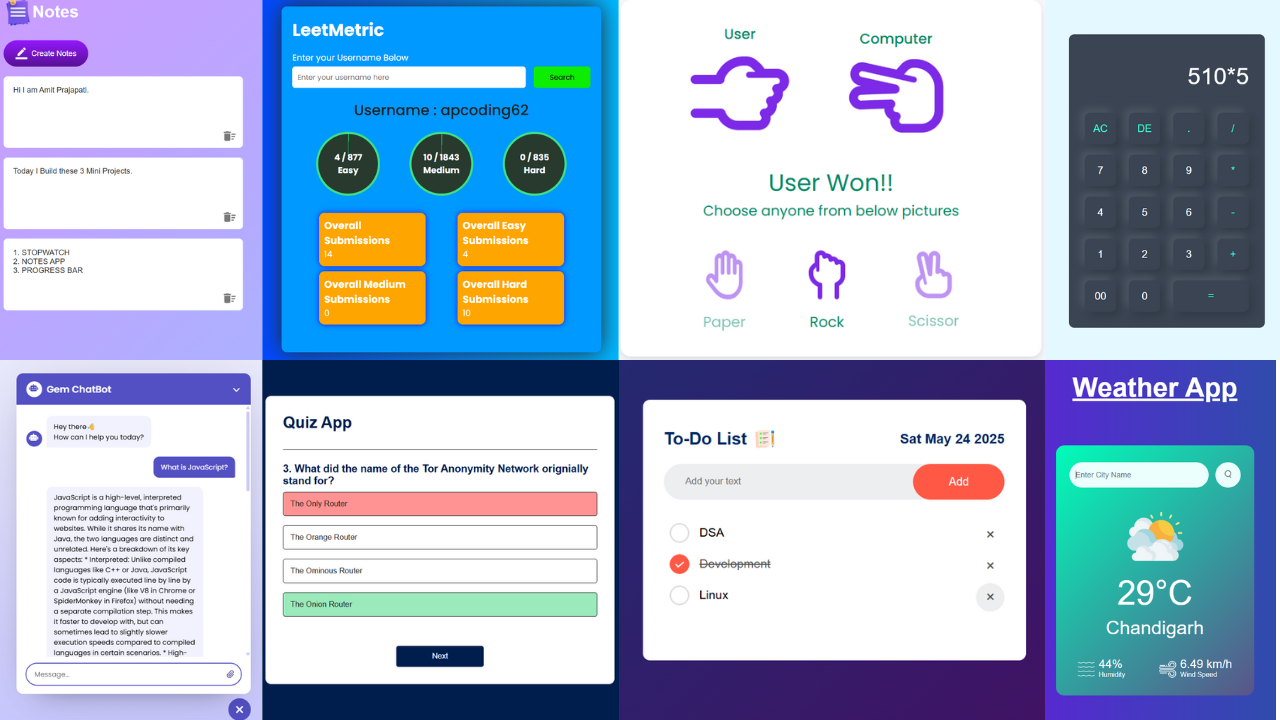 Notes
Create Notes
Hi I am Amit Prajapati.
Today I Build these 3 Mini Projects.
1. STOPWATCH
2. NOTES APP
3. PROGRESS BAR
LeetMetric
Enter your Username Below
Enter your username here
Search
Username : apcoding62
4 / 877
Easy
10 / 1843
Medium
0 / 835
Hard
Overall
Submissions
14
Overall Easy
Submissions
4
Overall Medium
Submissions
0
Overall Hard
Submissions
10
User
Computer
User Won!!
Choose anyone from below pictures
Paper
Rock
Scissor
510*5
AC DE . /
7 8 9 *
4 5 6 -
1 2 3 +
00 0 =
Gem ChatBot
Hey there👋
How can I help you today?
What is JavaScript?
JavaScript is a high-level, interpreted
programming language that's primarily
known for adding interactivity to
websites. While it shares its name with
Java, the two languages are distinct and
unrelated. Here's a breakdown of its key
aspects: * Interpreted: Unlike compiled
languages like C++ or Java, JavaScript
code is typically executed line by line by
a JavaScript engine (like V8 in Chrome or
SpiderMonkey in Firefox) without needing
a separate compilation step. This makes
it faster to develop with, but can
sometimes lead to slightly slower
execution speeds compared to compiled
languages in certain scenarios. * High-
Message...
Quiz App
3. What did the name of the Tor Anonymity Network orignially
stand for?
The Only Router
The Orange Router
The Ominous Router
The Onion Router
Next
To-Do List
Sat May 24 2025
Add your text
Add
DSA
Development
Linux
Weather App
Enter City Name
29°C
Chandigarh
44%
Humidity
6.49 km/h
Wind Speed